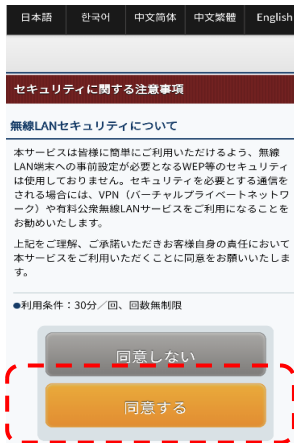 日本語 한국어 中文简体 中文繁體 English
セキュリティに関する注意事項
無線LANセキュリティについて
本サービスは皆様に簡単にご利用いただけるよう、無線
LAN端末への事前設定が必要となるWEP等のセキュリティ
は使用しておりません。セキュリティを必要とする通信を
される場合には、VPN（バーチャルプライベートネットワ
ーク）や有料公衆無線LANサービスをご利用になることを
お勧めいたします。
上記をご理解、ご承諾いただきお客様自身の責任において
本サービスをご利用いただくことに同意をお願いいたしま
す。
●利用条件：30分／回、回数無制限
同意しない
同意する